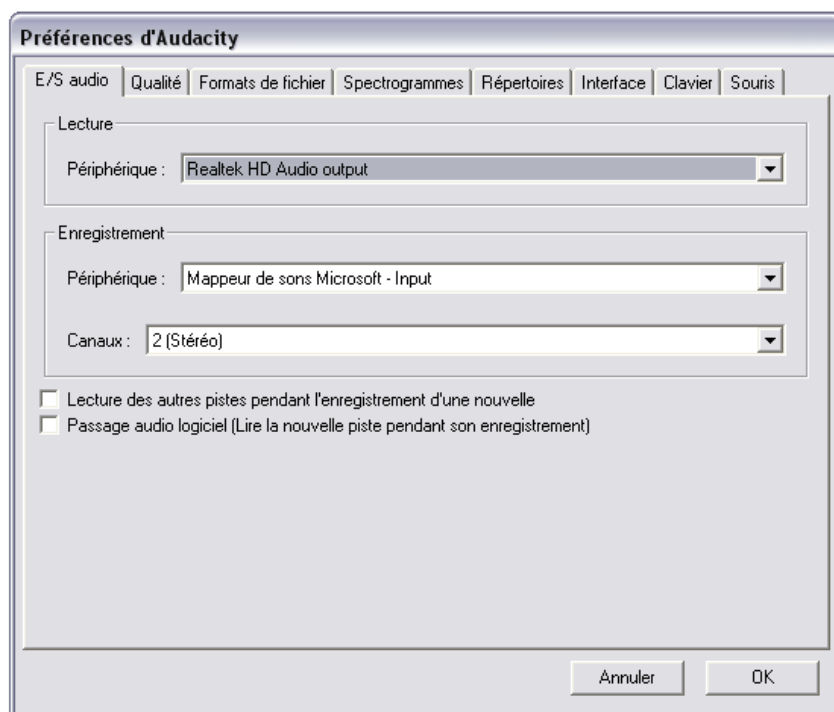 Préférences d'Audacity
E/S audio Qualité Formats de fichier Spectrogrammes Répertoires Interface Clavier Souris
Lecture
Périphérique : Realtek HD Audio output
Enregistrement
Périphérique : Mappeur de sons Microsoft - Input
Canaux : 2 (Stéréo)
Lecture des autres pistes pendant l'enregistrement d'une nouvelle
Passage audio logiciel (Lire la nouvelle piste pendant son enregistrement)
Annuler OK